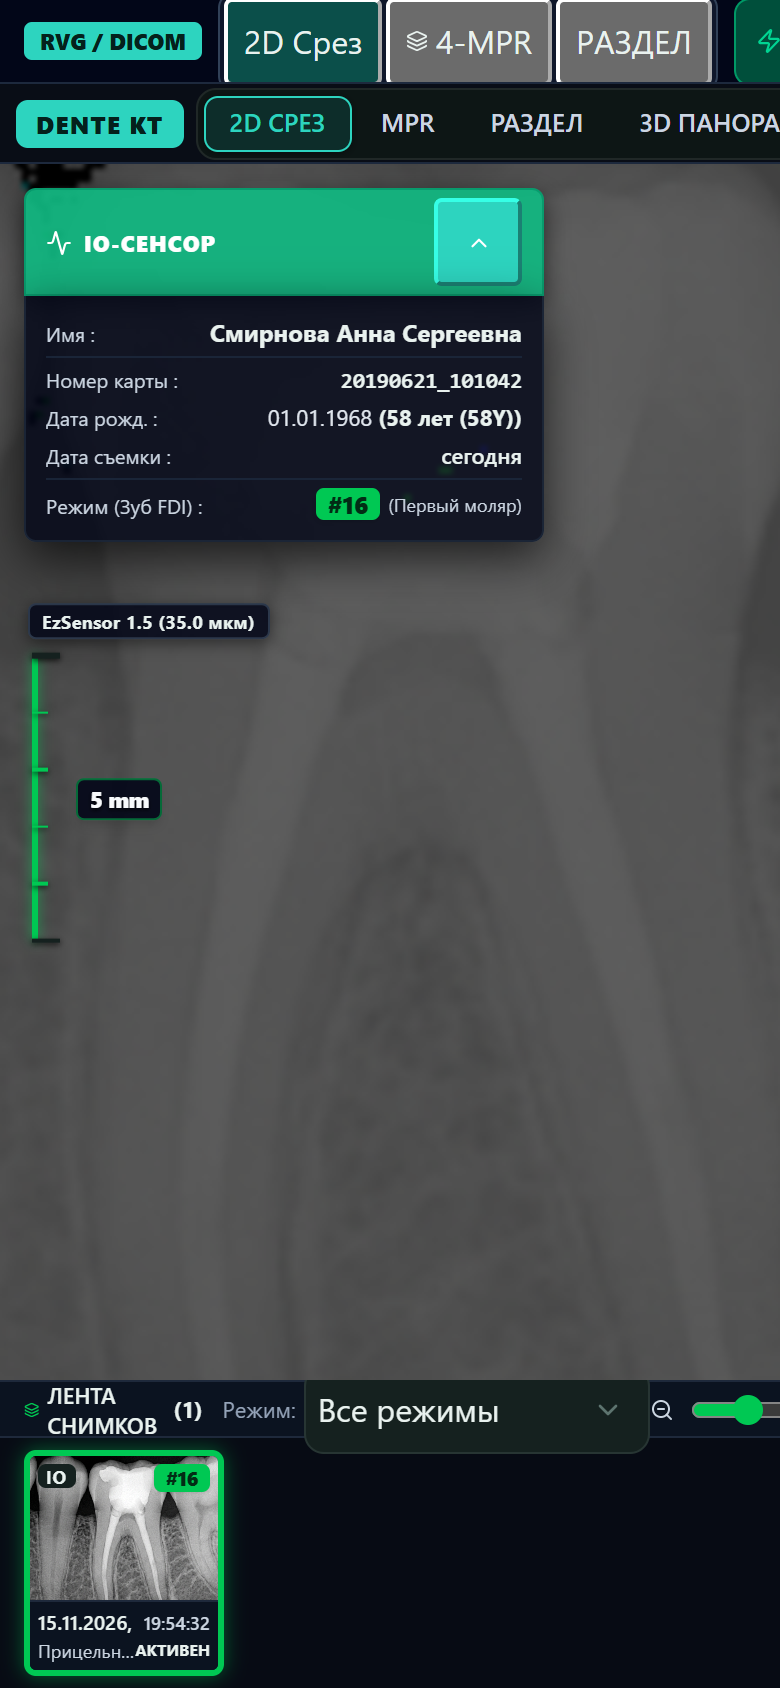 RVG / DICOM
2D Срез
4-MPR
РАЗДЕЛ
DENTE KT
2D СРЕЗ
MPR
РАЗДЕЛ
3D ПАНОРА
IO-СЕНСОР
Имя : Смирнова Анна Сергеевна
Номер карты : 20190621_101042
Дата рожд. : 01.01.1968 (58 лет (58Y))
Дата съемки : сегодня
Режим (Зуб FDI) : #16 (Первый моляр)
EzSensor 1.5 (35.0 мкм)
5 mm
ЛЕНТА
СНИМКОВ
(1)
Режим:
Все режимы
IO
#16
15.11.2026, 19:54:32
Прицельн... АКТИВЕН